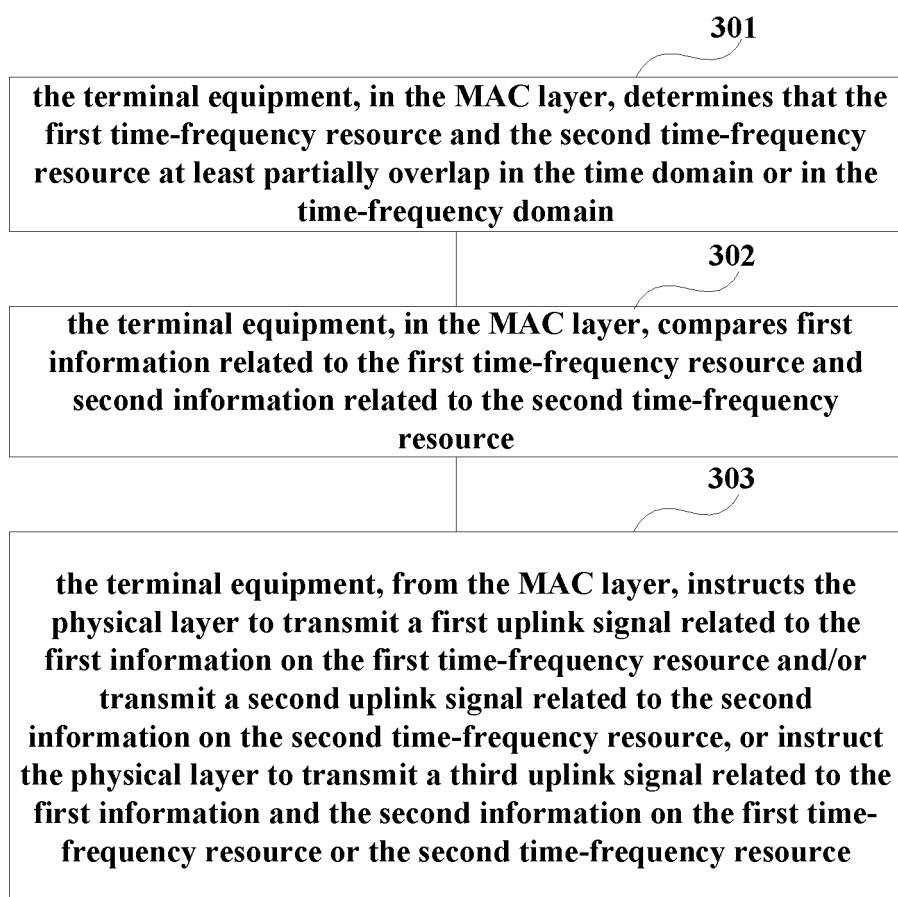 301
the terminal equipment, in the MAC layer, determines that the
first time-frequency resource and the second time-frequency
resource at least partially overlap in the time domain or in the
time-frequency domain
302
the terminal equipment, in the MAC layer, compares first
information related to the first time-frequency resource and
second information related to the second time-frequency
resource
303
the terminal equipment, from the MAC layer, instructs the
physical layer to transmit a first uplink signal related to the
first information on the first time-frequency resource and/or
transmit a second uplink signal related to the second
information on the second time-frequency resource, or instruct
the physical layer to transmit a third uplink signal related to the
first information and the second information on the first time-
frequency resource or the second time-frequency resource